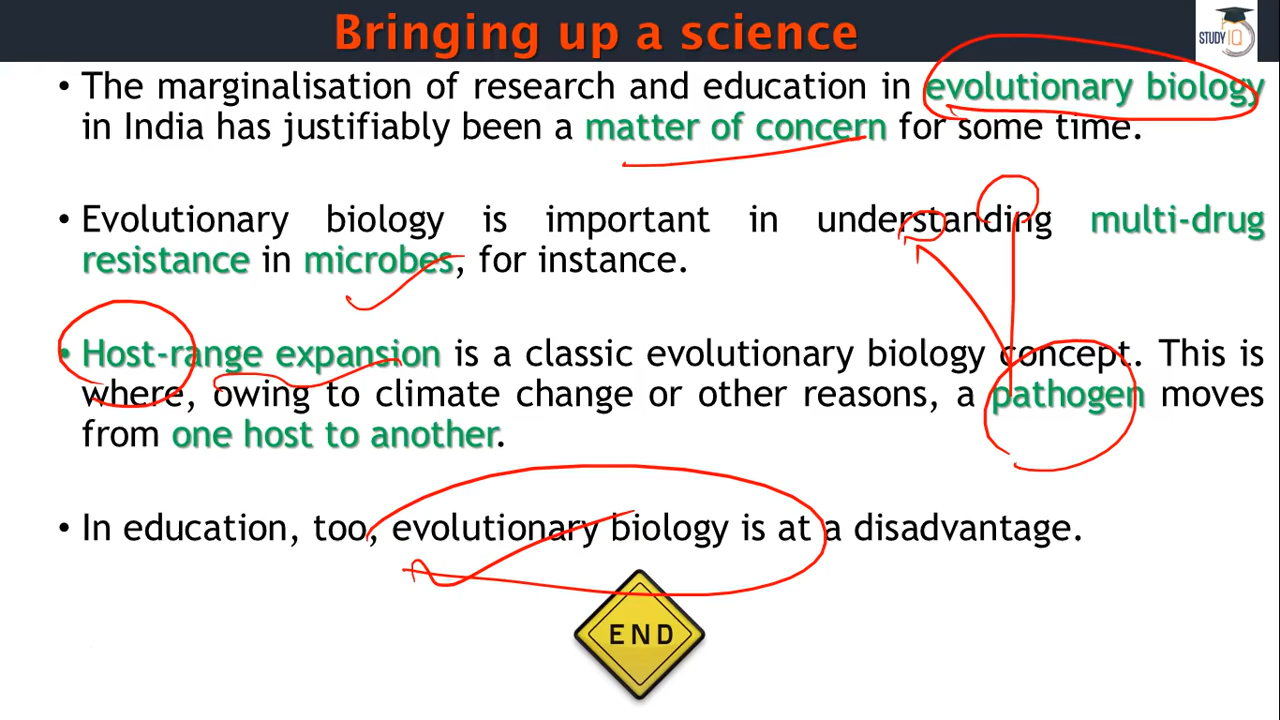 Bringing up a science
STUDY IQ
• The marginalisation of research and education in evolutionary biology
in India has justifiably been a matter of concern for some time.
• Evolutionary biology is important in understanding multi-drug
resistance in microbes, for instance.
• Host-range expansion is a classic evolutionary biology concept. This is
where, owing to climate change or other reasons, a pathogen moves
from one host to another.
• In education, too, evolutionary biology is at a disadvantage.
END